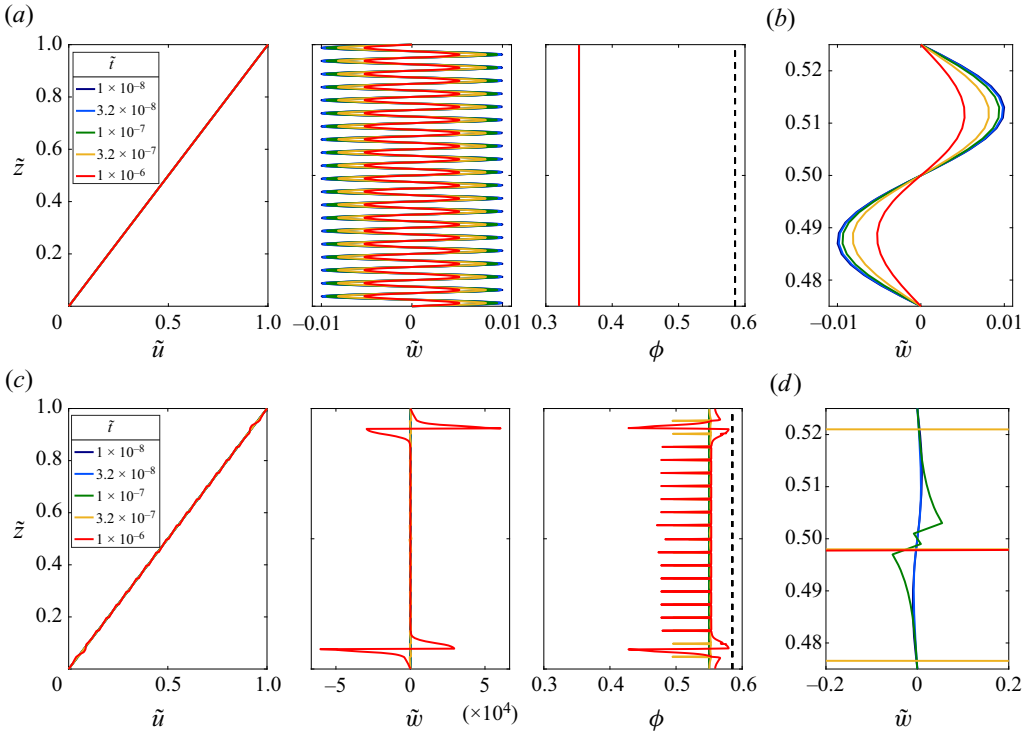 (a)
(b)
1.0
0.8
0.6
0.4
0.2
z̃
t̃
1 × 10⁻⁸
3.2 × 10⁻⁸
1 × 10⁻⁷
3.2 × 10⁻⁷
1 × 10⁻⁶
0.52
0.51
0.50
0.49
0.48
0 0.5 1.0
−0.01 0 0.01
0.3 0.4 0.5 0.6
−0.01 0 0.01
ũ
w̃
ϕ
w̃
(c)
(d)
1.0
0.8
0.6
0.4
0.2
z̃
t̃
1 × 10⁻⁸
3.2 × 10⁻⁸
1 × 10⁻⁷
3.2 × 10⁻⁷
1 × 10⁻⁶
0.52
0.51
0.50
0.49
0.48
0 0.5 1.0
−5 0 5
0.3 0.4 0.5 0.6
−0.2 0 0.2
ũ
w̃
(×10⁴)
ϕ
w̃